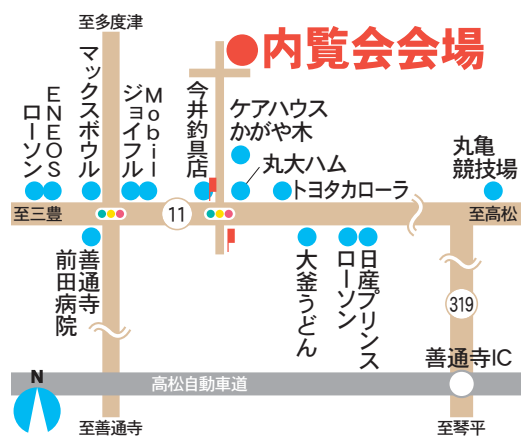 至多度津
内覧会会場
ローソン
ENEOS
マックスボウル
ジョイフル
Mobil
今井釣具店
ケアハウス
かがや木
丸大ハム
トヨタカローラ
丸亀
競技場
至三豊
11
至高松
善通寺
前田病院
大釜うどん
ローソン
日産プリンス
319
善通寺IC
N
高松自動車道
至善通寺
至琴平